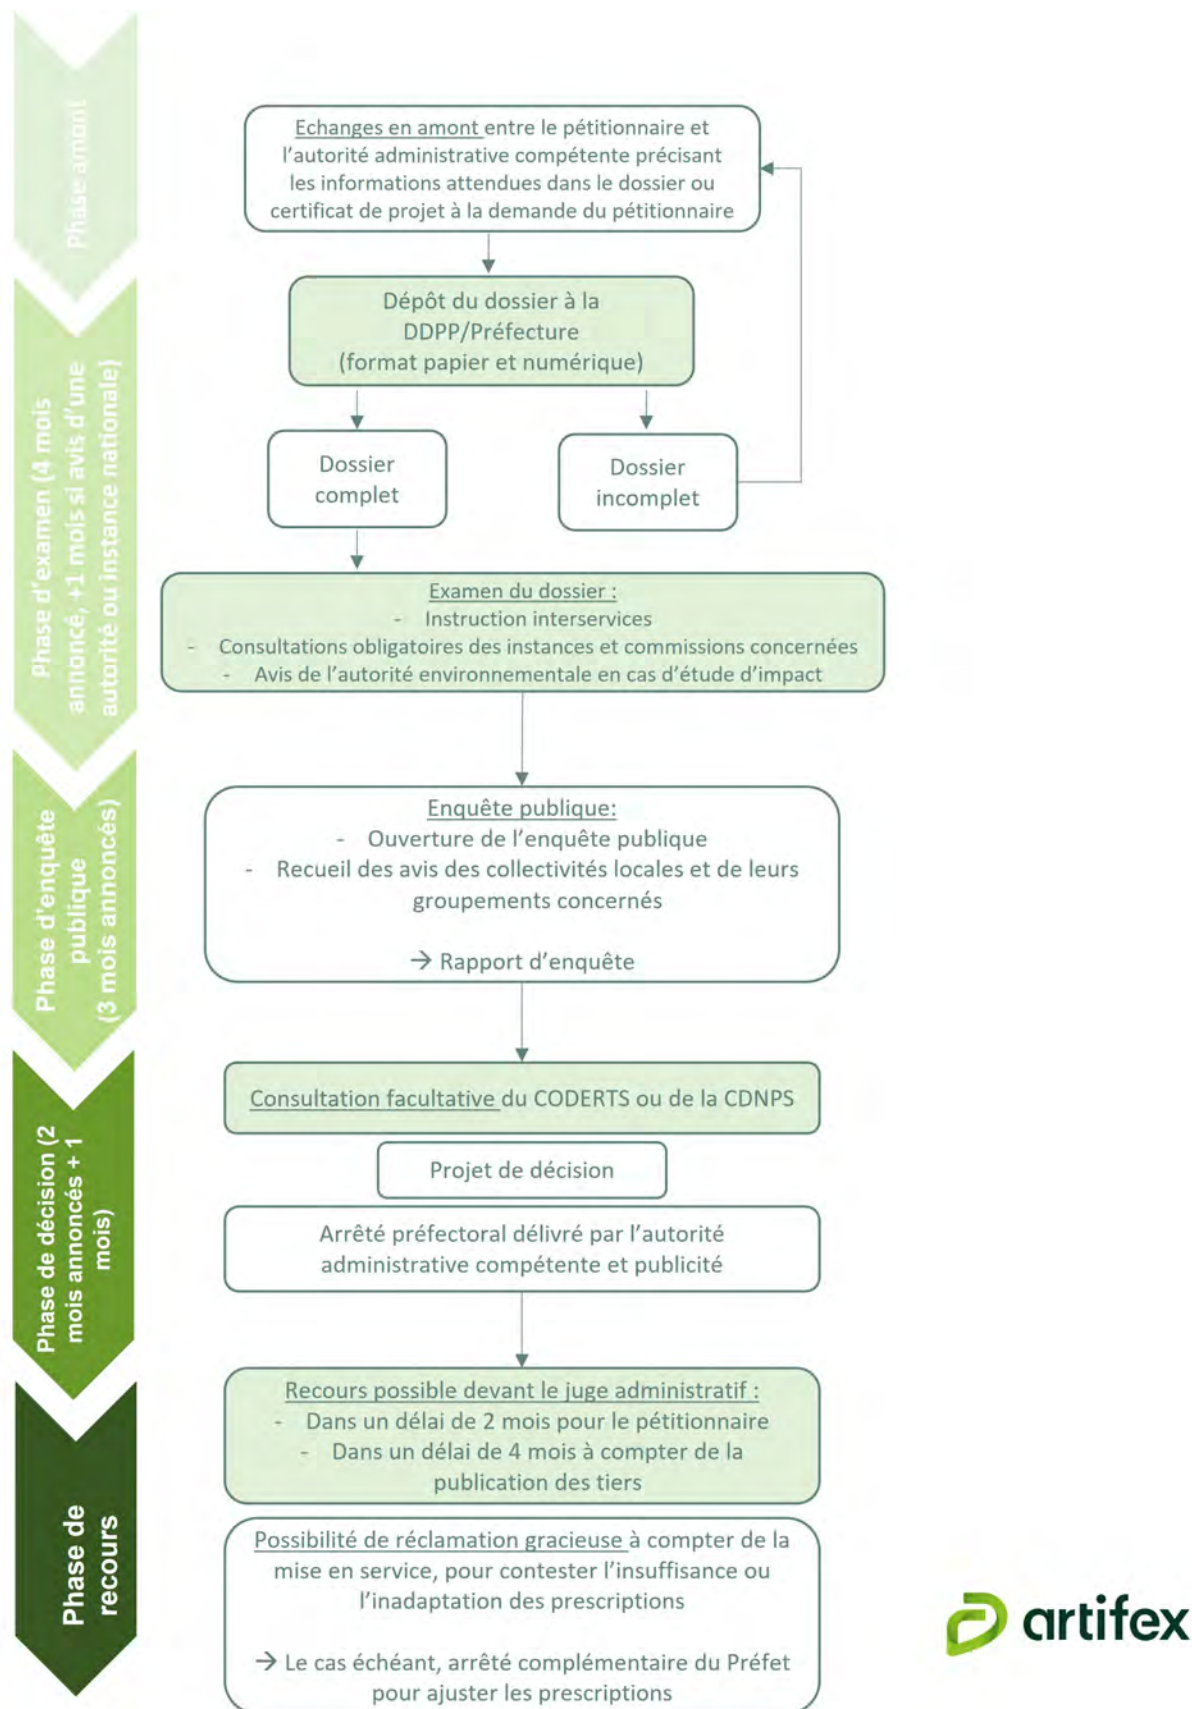 Phase amont
Echanges en amont entre le pétitionnaire et
l'autorité administrative compétente précisant
les informations attendues dans le dossier ou
certificat de projet à la demande du pétitionnaire
Phase d'examen (4 mois
annoncé, +1 mois si avis d'une
autorité ou instance nationale)
Dépôt du dossier à la
DDPP/Préfecture
(format papier et numérique)
Dossier
complet
Dossier
incomplet
Examen du dossier :
- Instruction interservices
- Consultations obligatoires des instances et commissions concernées
- Avis de l'autorité environnementale en cas d'étude d'impact
Phase d'enquête
publique
(3 mois annoncés)
Enquête publique:
- Ouverture de l'enquête publique
- Recueil des avis des collectivités locales et de leurs
groupements concernés
→ Rapport d'enquête
Phase de décision (2
mois annoncés + 1
mois)
Consultation facultative du CODERTS ou de la CDNPS
Projet de décision
Arrêté préfectoral délivré par l'autorité
administrative compétente et publicité
Phase de
recours
Recours possible devant le juge administratif :
- Dans un délai de 2 mois pour le pétitionnaire
- Dans un délai de 4 mois à compter de la
publication des tiers
Possibilité de réclamation gracieuse à compter de la
mise en service, pour contester l'insuffisance ou
l'inadaptation des prescriptions
→ Le cas échéant, arrêté complémentaire du Préfet
pour ajuster les prescriptions
artifex